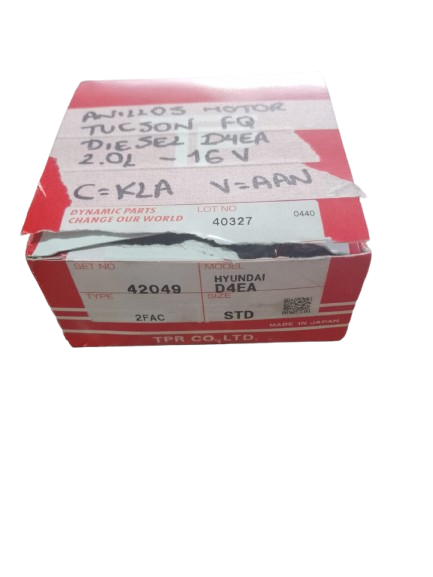 ANILLOS MOTOR
TUCSON FQ
DIESEL D4EA
2.0L - 16 V
C=KLA V=AAN
DYNAMIC PARTS
CHANGE OUR WORLD
LOT NO
40327
0440
SET NO
42049
MODEL
HYUNDAI
D4EA
TYPE
2FAC
SIZE
STD
MADE IN JAPAN
TPR CO., LTD.